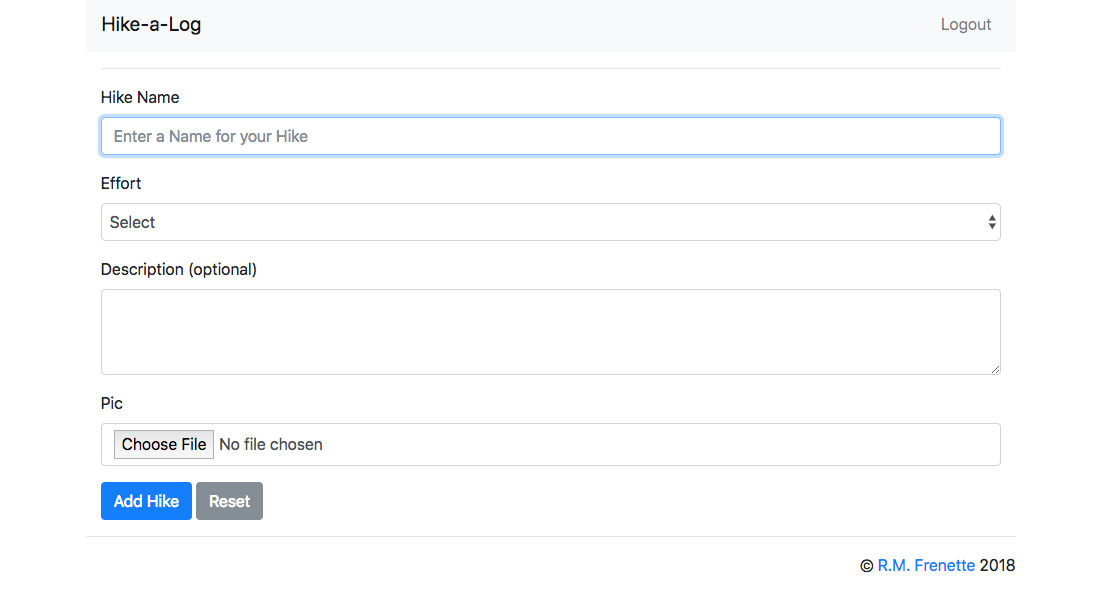 Hike-a-Log Logout
Hike Name
Enter a Name for your Hike
Effort
Select
Description (optional)
Pic
Choose File No file chosen
Add Hike Reset
© R.M. Frenette 2018